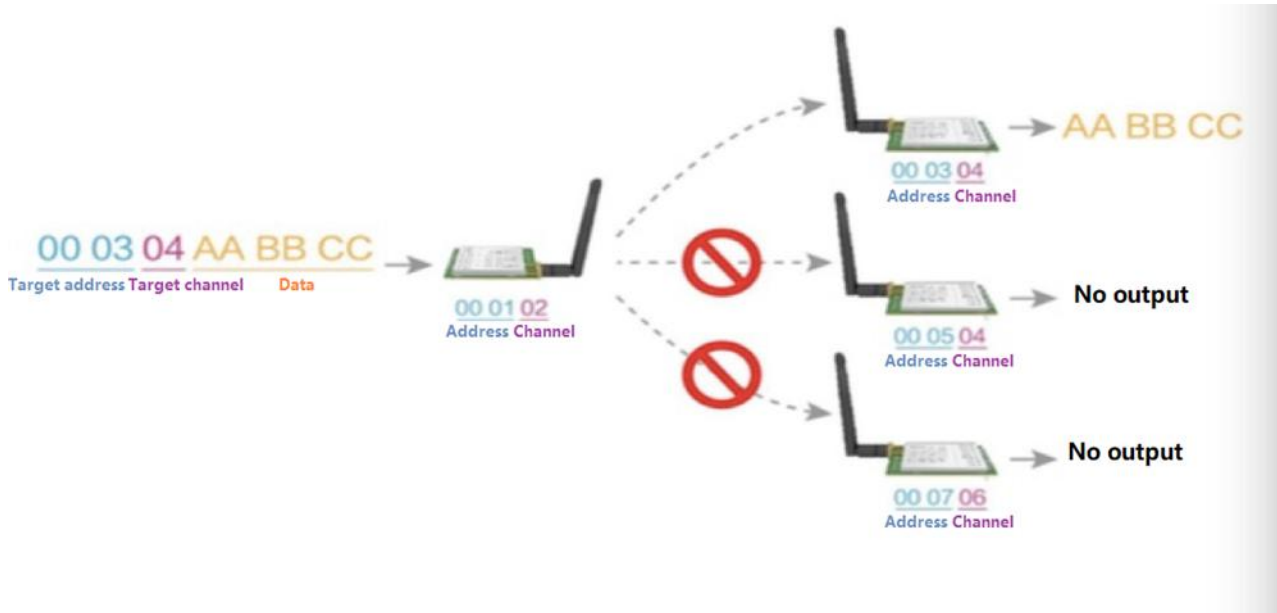 AA BB CC
00 03 04
Address Channel
00 03 04 AA BB CC
Target address Target channel Data
00 01 02
Address Channel
No output
00 05 04
Address Channel
No output
00 07 06
Address Channel